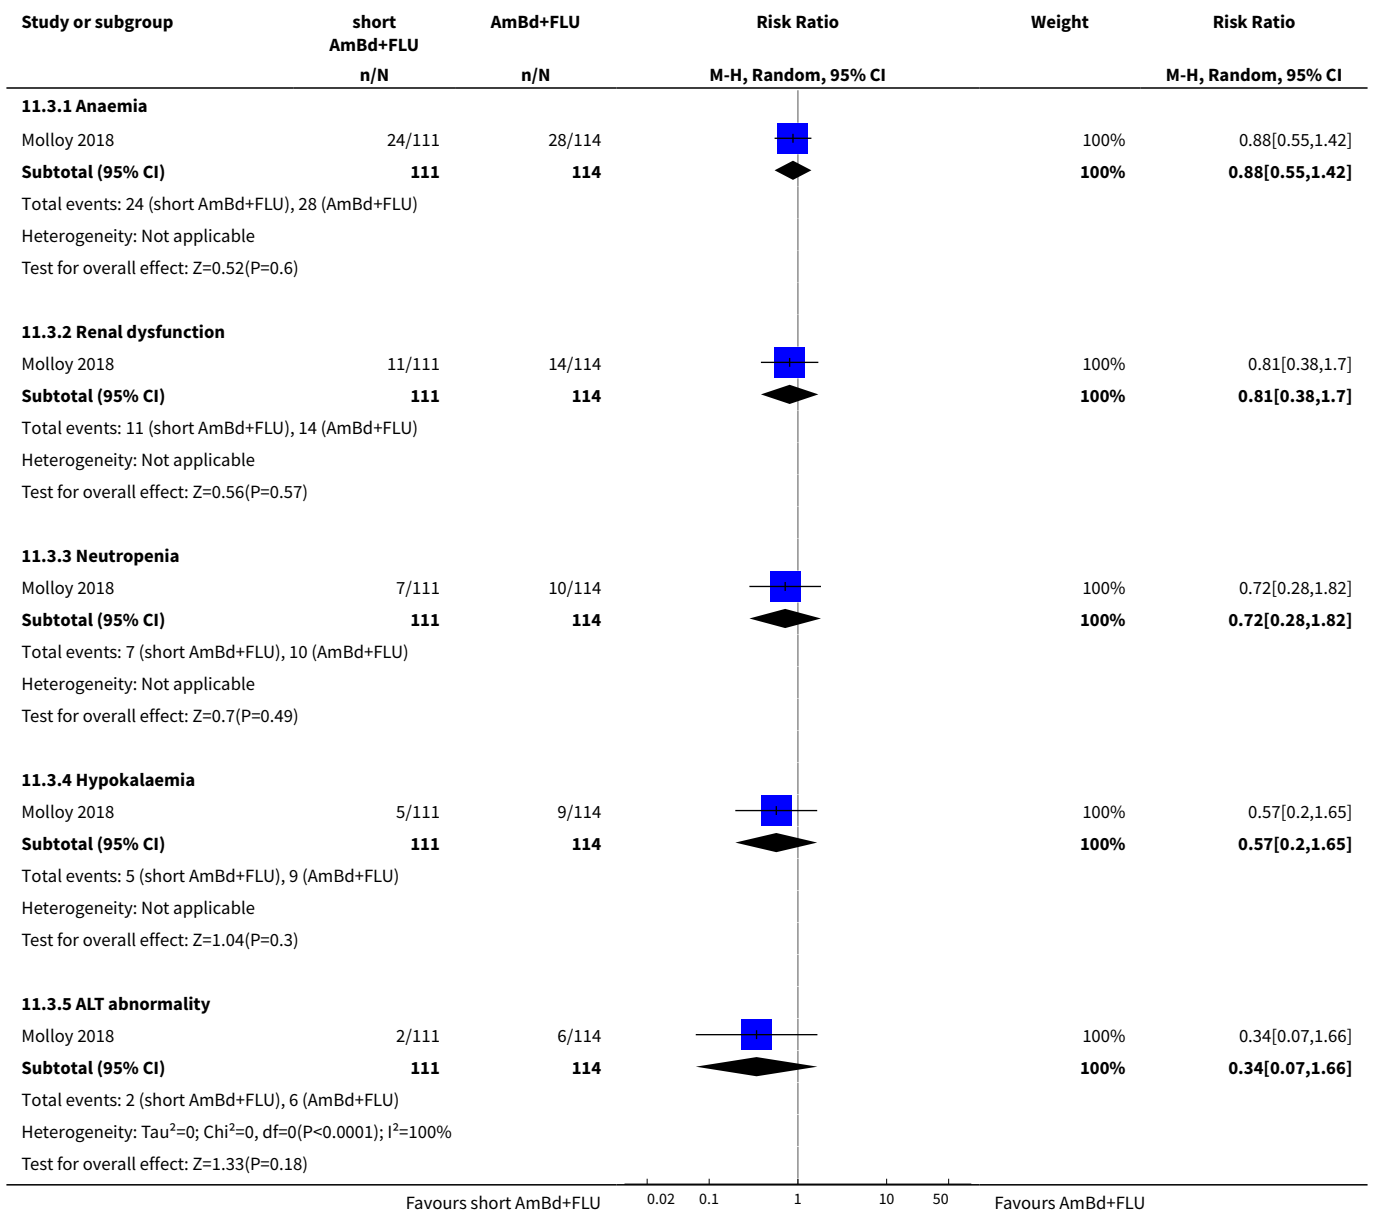 Study or subgroup short AmBd+FLU Risk Ratio Weight Risk Ratio
AmBd+FLU
n/N n/N M-H, Random, 95% CI M-H, Random, 95% CI
11.3.1 Anaemia
Molloy 2018 24/111 28/114 100% 0.88[0.55,1.42]
Subtotal (95% CI) 111 114 100% 0.88[0.55,1.42]
Total events: 24 (short AmBd+FLU), 28 (AmBd+FLU)
Heterogeneity: Not applicable
Test for overall effect: Z=0.52(P=0.6)
11.3.2 Renal dysfunction
Molloy 2018 11/111 14/114 100% 0.81[0.38,1.7]
Subtotal (95% CI) 111 114 100% 0.81[0.38,1.7]
Total events: 11 (short AmBd+FLU), 14 (AmBd+FLU)
Heterogeneity: Not applicable
Test for overall effect: Z=0.56(P=0.57)
11.3.3 Neutropenia
Molloy 2018 7/111 10/114 100% 0.72[0.28,1.82]
Subtotal (95% CI) 111 114 100% 0.72[0.28,1.82]
Total events: 7 (short AmBd+FLU), 10 (AmBd+FLU)
Heterogeneity: Not applicable
Test for overall effect: Z=0.7(P=0.49)
11.3.4 Hypokalaemia
Molloy 2018 5/111 9/114 100% 0.57[0.2,1.65]
Subtotal (95% CI) 111 114 100% 0.57[0.2,1.65]
Total events: 5 (short AmBd+FLU), 9 (AmBd+FLU)
Heterogeneity: Not applicable
Test for overall effect: Z=1.04(P=0.3)
11.3.5 ALT abnormality
Molloy 2018 2/111 6/114 100% 0.34[0.07,1.66]
Subtotal (95% CI) 111 114 100% 0.34[0.07,1.66]
Total events: 2 (short AmBd+FLU), 6 (AmBd+FLU)
Heterogeneity: Tau²=0; Chi²=0, df=0(P<0.0001); I²=100%
Test for overall effect: Z=1.33(P=0.18)
Favours short AmBd+FLU 0.02 0.1 1 10 50 Favours AmBd+FLU